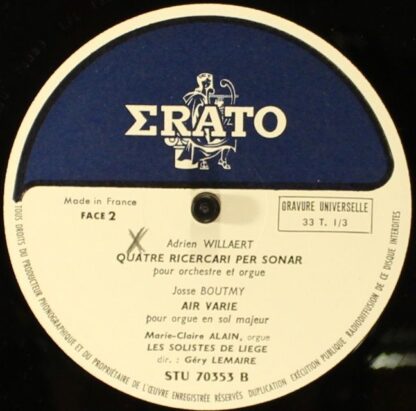 ΣRATO
Made in France
FACE 2
GRAVURE UNIVERSELLE
33 T. 1/3
Adrien WILLAERT
QUATRE RICERCARI PER SONAR
pour orchestre et orgue
Josse BOUTMY
AIR VARIE
pour orgue en sol majeur
Marie-Claire ALAIN, orgue
LES SOLISTES DE LIEGE
dir. : Géry LEMAIRE
STU 70353 B
TOUS DROITS DU PRODUCTEUR PHONOGRAPHIQUE ET DU PROPRIETAIRE DE L'ŒUVRE ENREGISTRÉE RÉSERVÉS DUPLICATION EXÉCUTION PUBLIQUE RADIODIFFUSION DE CE DISQUE INTERDITES